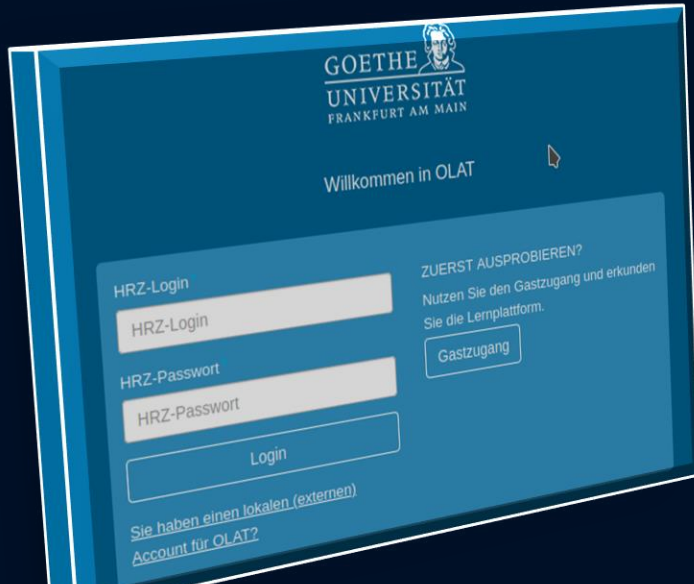 GOETHE
UNIVERSITÄT
FRANKFURT AM MAIN
Willkommen in OLAT
HRZ-Login
HRZ-Login
HRZ-Passwort
HRZ-Passwort
Login
Sie haben einen lokalen (externen)
Account für OLAT?
ZUERST AUSPROBIEREN?
Nutzen Sie den Gastzugang und erkunden
Sie die Lernplattform.
Gastzugang